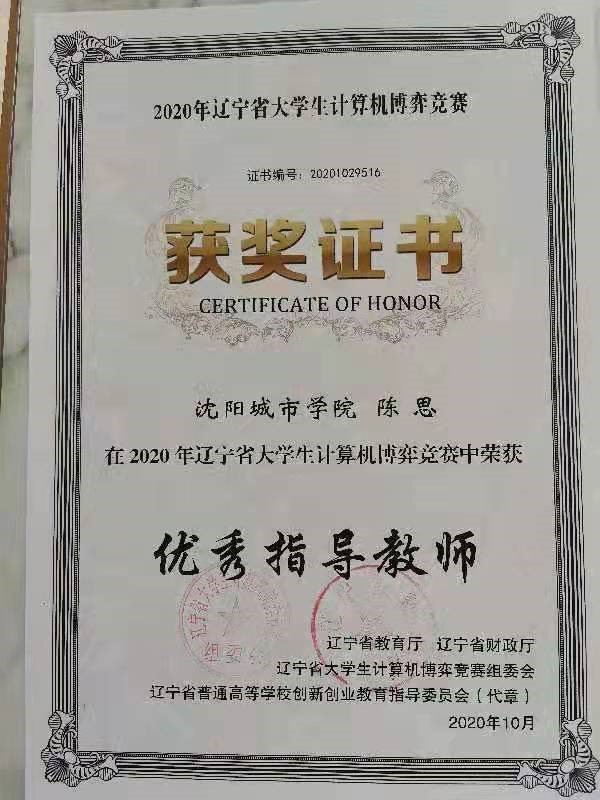 2020年辽宁省大学生计算机博弈竞赛
证书编号：20201029516
获奖证书
CERTIFICATE OF HONOR
沈阳城市学院 陈思
在2020年辽宁省大学生计算机博弈竞赛中荣获
优秀指导教师
辽宁省教育厅 辽宁省财政厅
辽宁省大学生计算机博弈竞赛组委会
辽宁省普通高等学校创新创业教育指导委员会（代章）
2020年10月